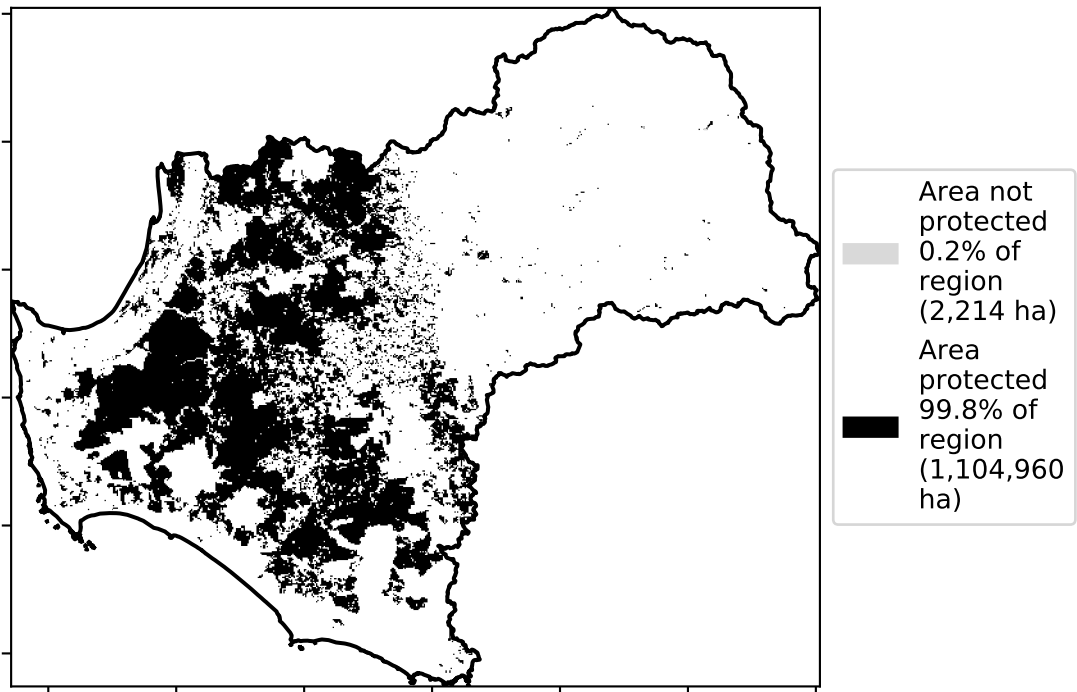 Area not
protected
0.2% of
region
(2,214 ha)
Area
protected
99.8% of
region
(1,104,960
ha)